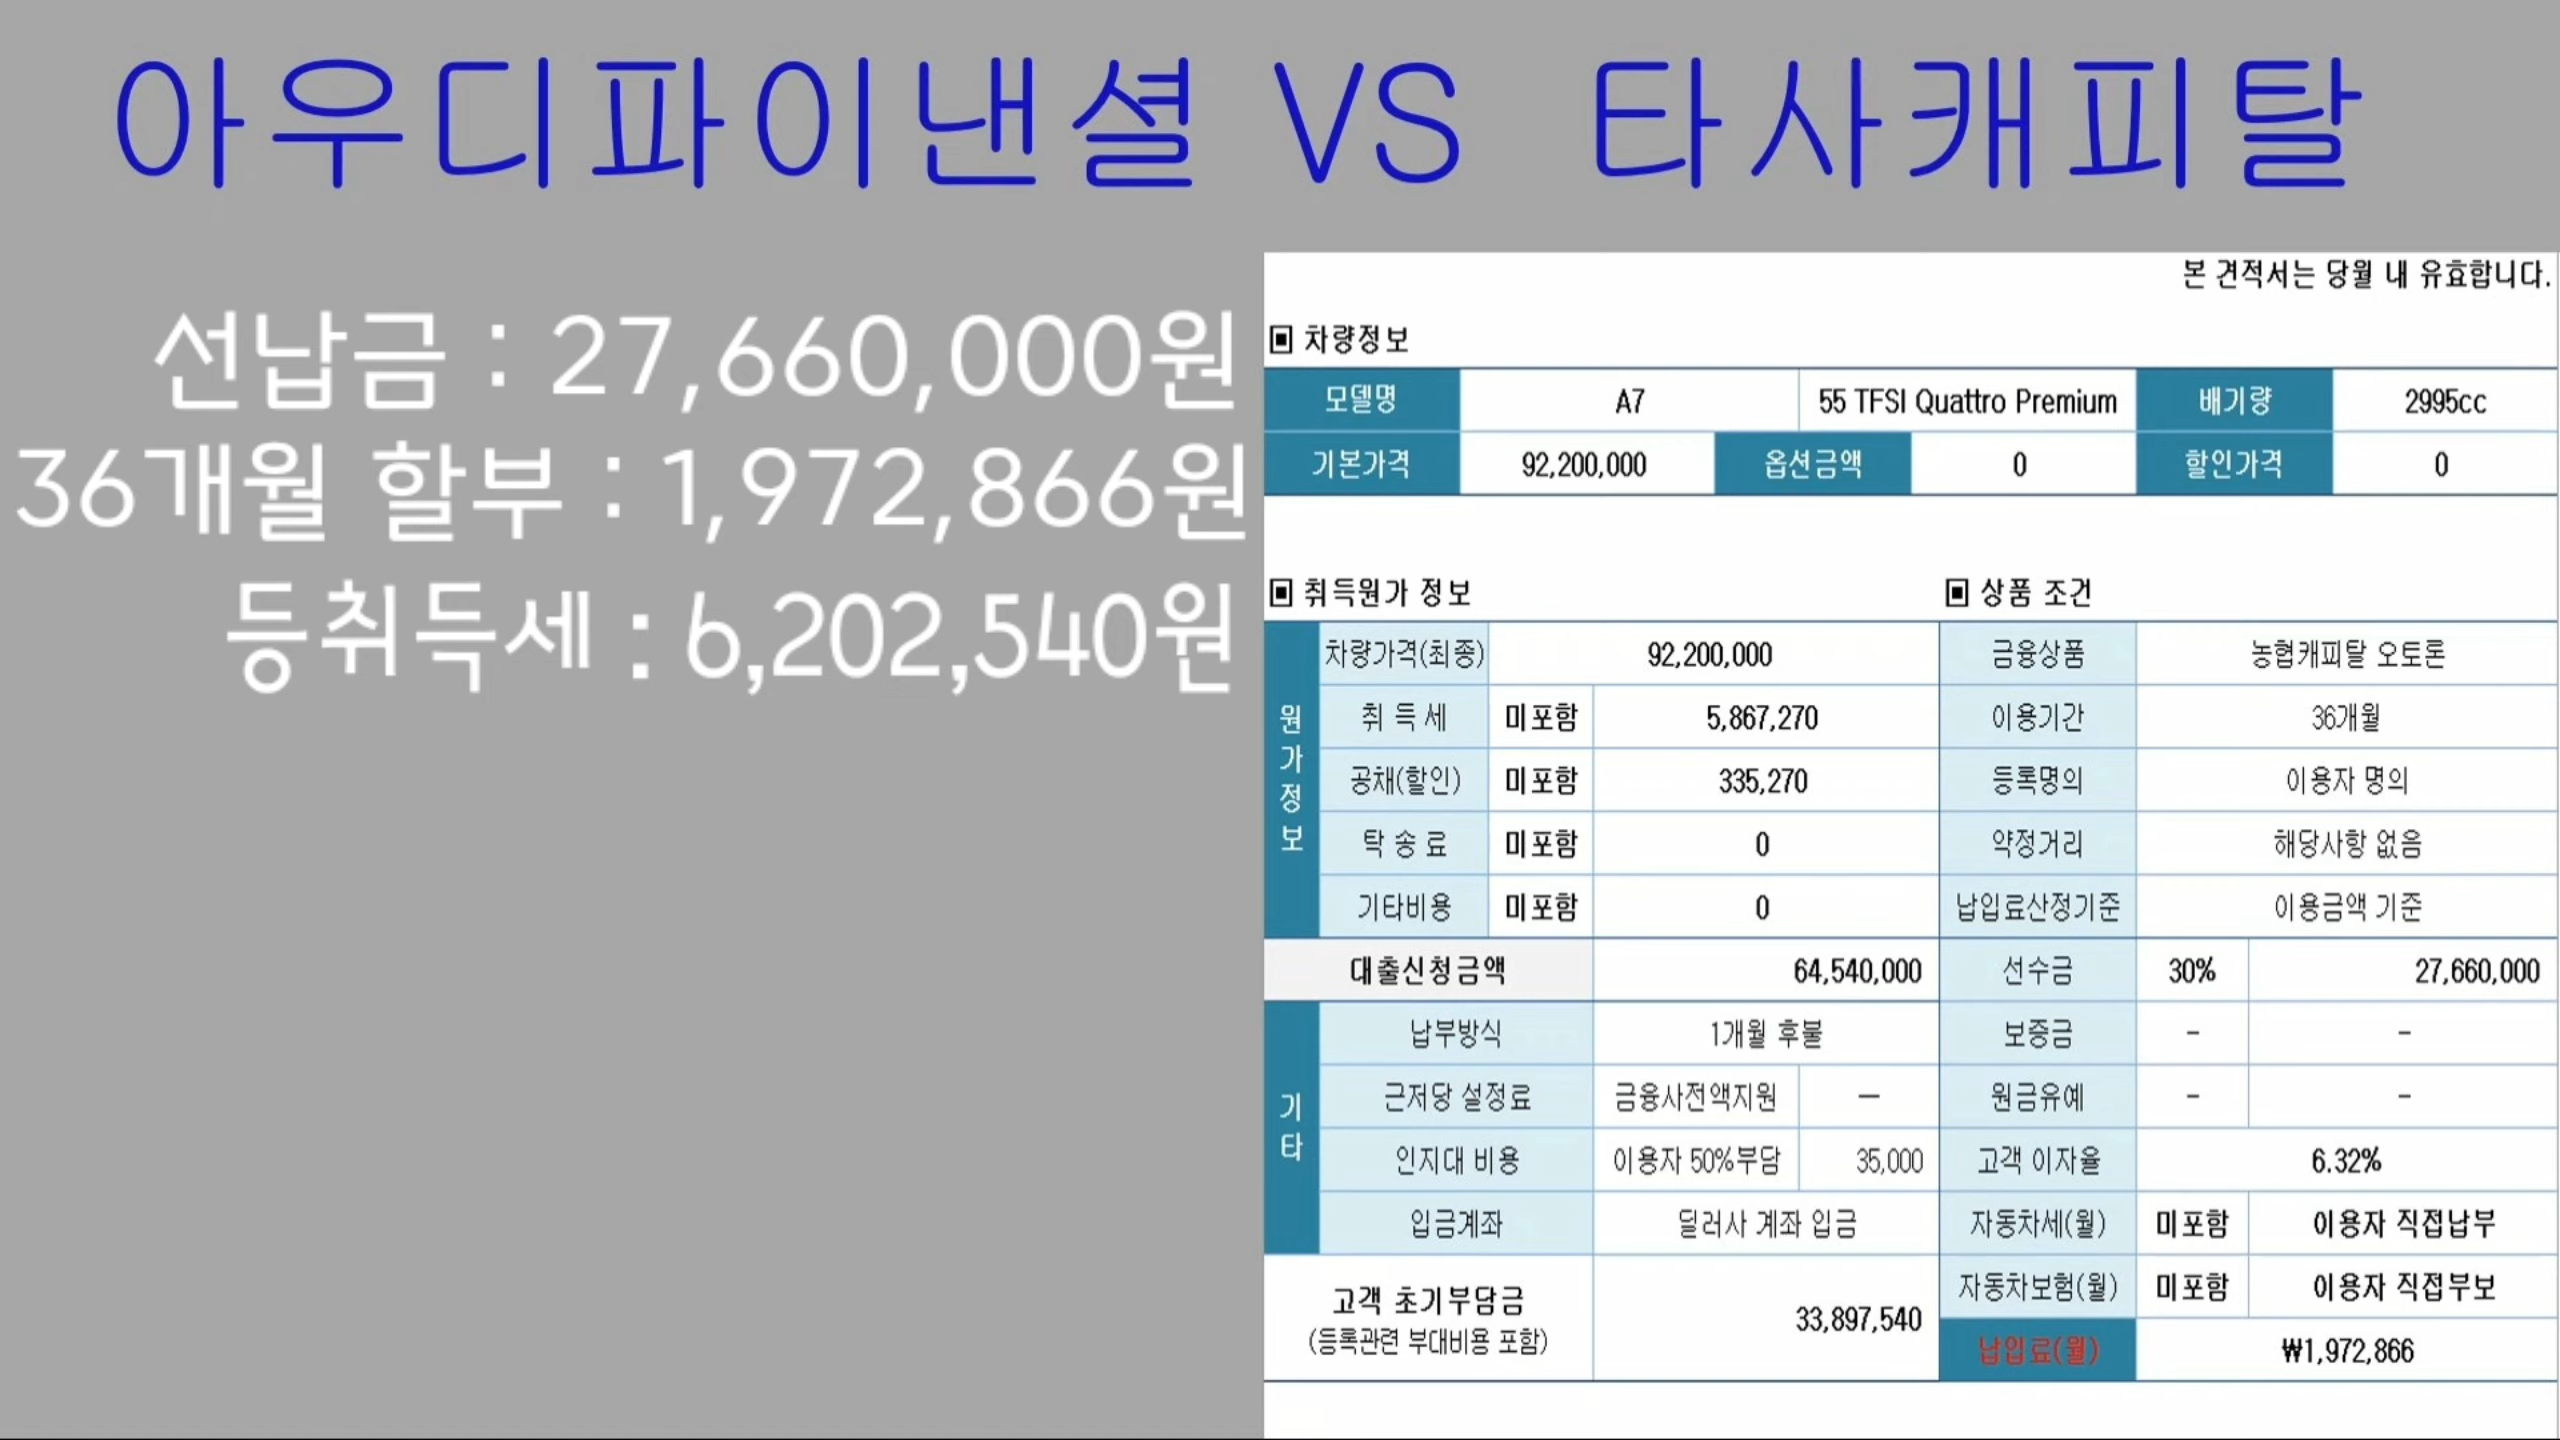 아우디파이낸셜 VS 타사캐피탈
선납금 : 27,660,000원
36개월 할부 : 1,972,866원
등취득세 : 6,202,540원
본 견적서는 당월 내 유효합니다.
▣ 차량정보
모델명 A7 55 TFSI Quattro Premium 배기량 2995cc
기본가격 92,200,000 옵션금액 0 할인가격 0
▣ 취득원가 정보 ▣ 상품 조건
원가정보
차량가격(최종) 92,200,000 금융상품 농협캐피탈 오토론
취 득 세 미포함 5,867,270 이용기간 36개월
공채(할인) 미포함 335,270 등록명의 이용자 명의
탁 송 료 미포함 0 약정거리 해당사항 없음
기타비용 미포함 0 납입료산정기준 이용금액 기준
대출신청금액 64,540,000 선수금 30% 27,660,000
기타
납부방식 1개월 후불 보증금 - -
근저당 설정료 금융사전액지원 — 원금유예 - -
인지대 비용 이용자 50%부담 35,000 고객 이자율 6.32%
입금계좌 딜러사 계좌 입금 자동차세(월) 미포함 이용자 직접납부
고객 초기부담금 33,897,540 자동차보험(월) 미포함 이용자 직접부보
(등록관련 부대비용 포함) 납입료(월) ₩1,972,866